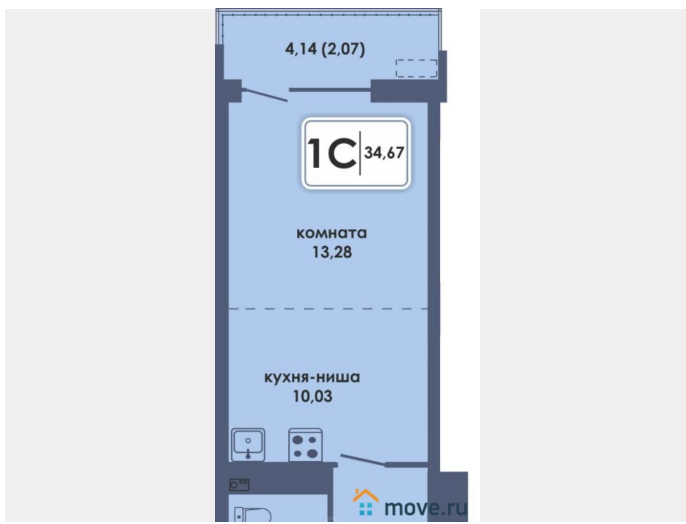 4,14 (2,07)
1С 34,67
комната
13,28
кухня-ниша
10,03
move.ru